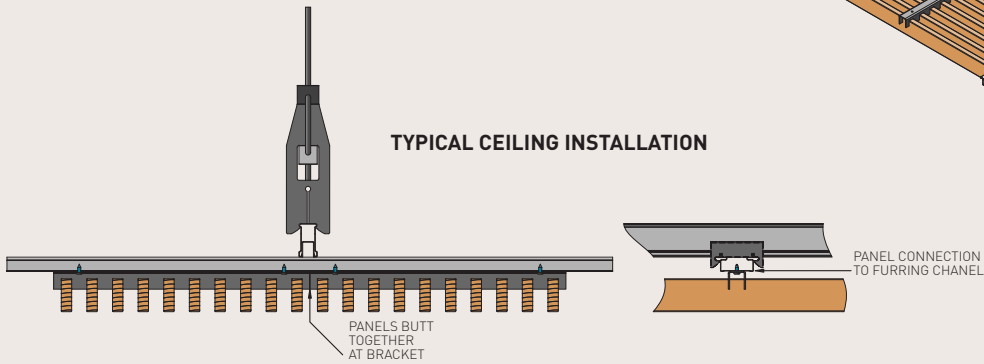 TYPICAL CEILING INSTALLATION
PANEL CONNECTION
TO FURRING CHANEL
PANELS BUTT
TOGETHER
AT BRACKET